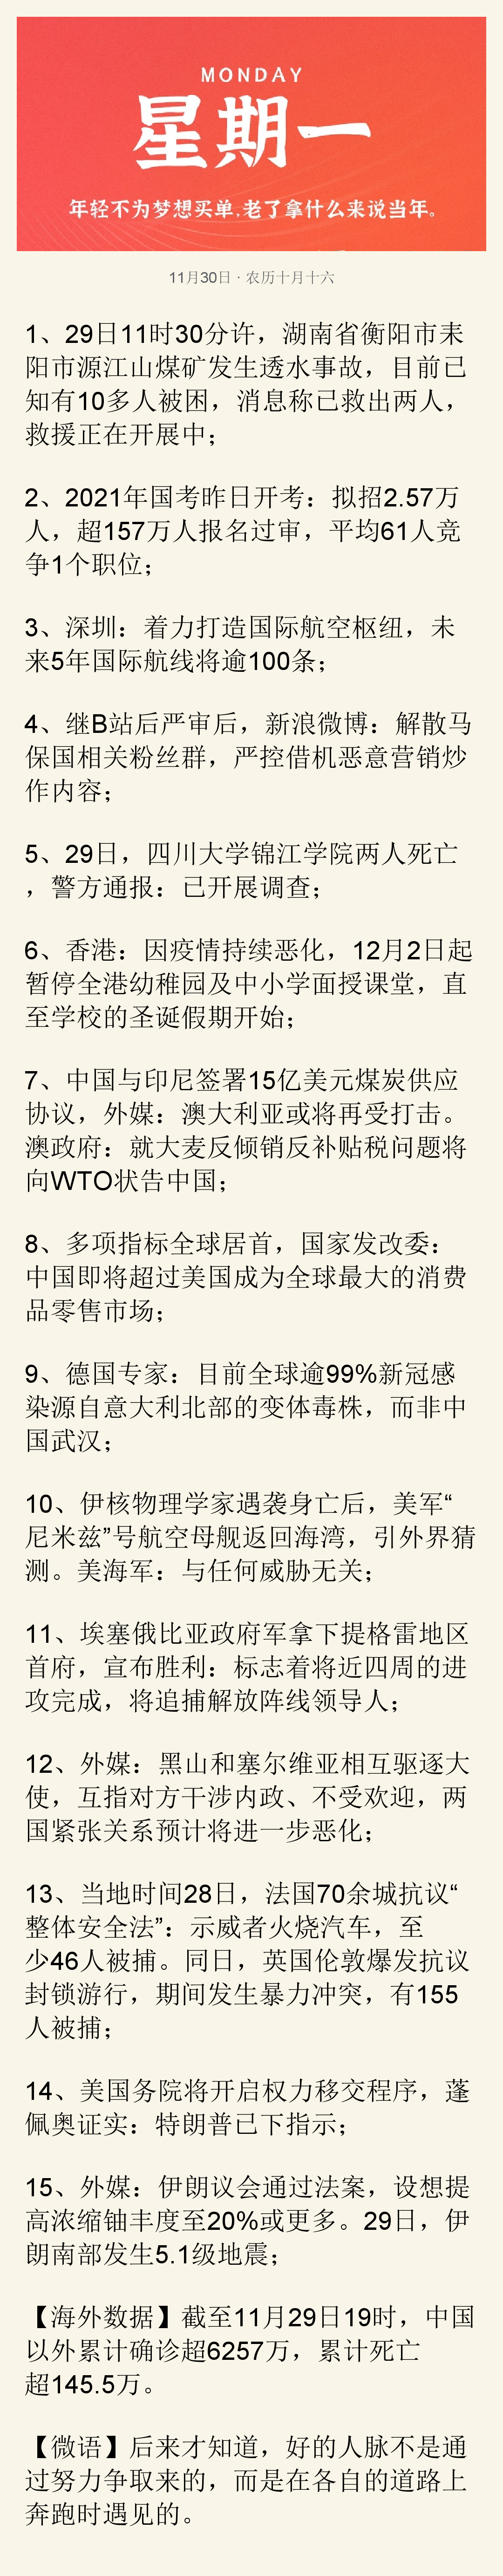 MONDAY
星期一
年轻不为梦想买单,老了拿什么来说当年。
11月30日 · 农历十月十六
1、29日11时30分许，湖南省衡阳市耒
阳市源江山煤矿发生透水事故，目前已
知有10多人被困，消息称已救出两人，
救援正在开展中；
2、2021年国考昨日开考：拟招2.57万
人，超157万人报名过审，平均61人竞
争1个职位；
3、深圳：着力打造国际航空枢纽，未
来5年国际航线将逾100条；
4、继B站后严审后，新浪微博：解散马
保国相关粉丝群，严控借机恶意营销炒
作内容；
5、29日，四川大学锦江学院两人死亡
，警方通报：已开展调查；
6、香港：因疫情持续恶化，12月2日起
暂停全港幼稚园及中小学面授课堂，直
至学校的圣诞假期开始；
7、中国与印尼签署15亿美元煤炭供应
协议，外媒：澳大利亚或将再受打击。
澳政府：就大麦反倾销反补贴税问题将
向WTO状告中国；
8、多项指标全球居首，国家发改委：
中国即将超过美国成为全球最大的消费
品零售市场；
9、德国专家：目前全球逾99%新冠感
染源自意大利北部的变体毒株，而非中
国武汉；
10、伊核物理学家遇袭身亡后，美军“
尼米兹”号航空母舰返回海湾，引外界猜
测。美海军：与任何威胁无关；
11、埃塞俄比亚政府军拿下提格雷地区
首府，宣布胜利：标志着将近四周的进
攻完成，将追捕解放阵线领导人；
12、外媒：黑山和塞尔维亚相互驱逐大
使，互指对方干涉内政、不受欢迎，两
国紧张关系预计将进一步恶化；
13、当地时间28日，法国70余城抗议“
整体安全法”：示威者火烧汽车，至
少46人被捕。同日，英国伦敦爆发抗议
封锁游行，期间发生暴力冲突，有155
人被捕；
14、美国务院将开启权力移交程序，蓬
佩奥证实：特朗普已下指示；
15、外媒：伊朗议会通过法案，设想提
高浓缩铀丰度至20%或更多。29日，伊
朗南部发生5.1级地震；
【海外数据】截至11月29日19时，中国
以外累计确诊超6257万，累计死亡
超145.5万。
【微语】后来才知道，好的人脉不是通
过努力争取来的，而是在各自的道路上
奔跑时遇见的。